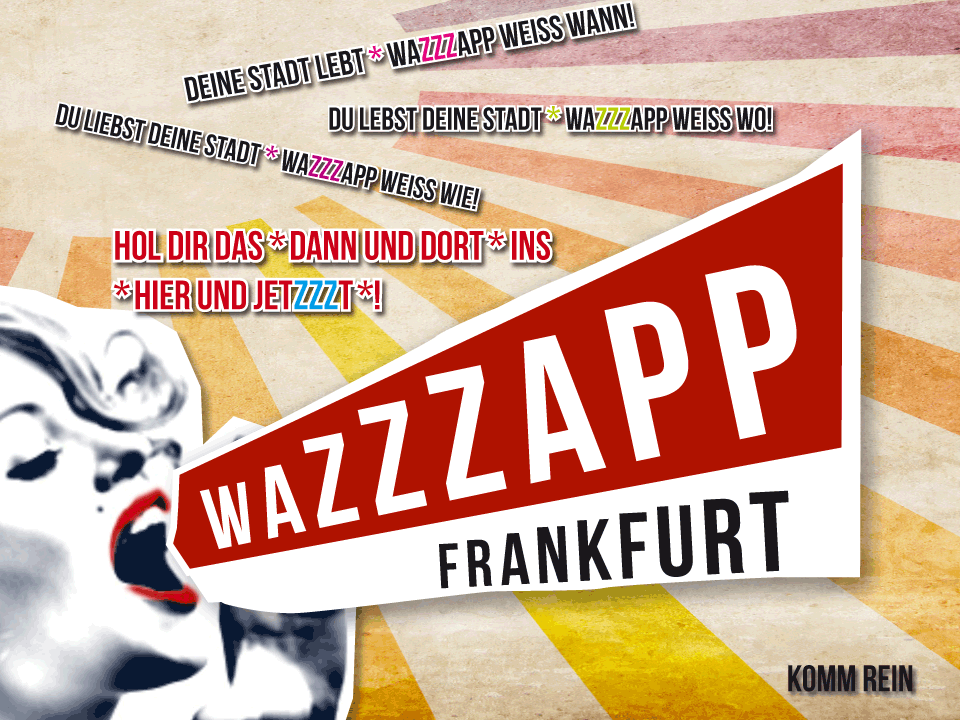 DEINE STADT LEBT * WAZZZAPP WEISS WANN!
DU LEBST DEINE STADT * WAZZZAPP WEISS WO!
DU LIEBST DEINE STADT * WAZZZAPP WEISS WIE!
HOL DIR DAS * DANN UND DORT * INS
* HIER UND JETZZZT *!
WAZZZAPP
FRANKFURT
KOMM REIN